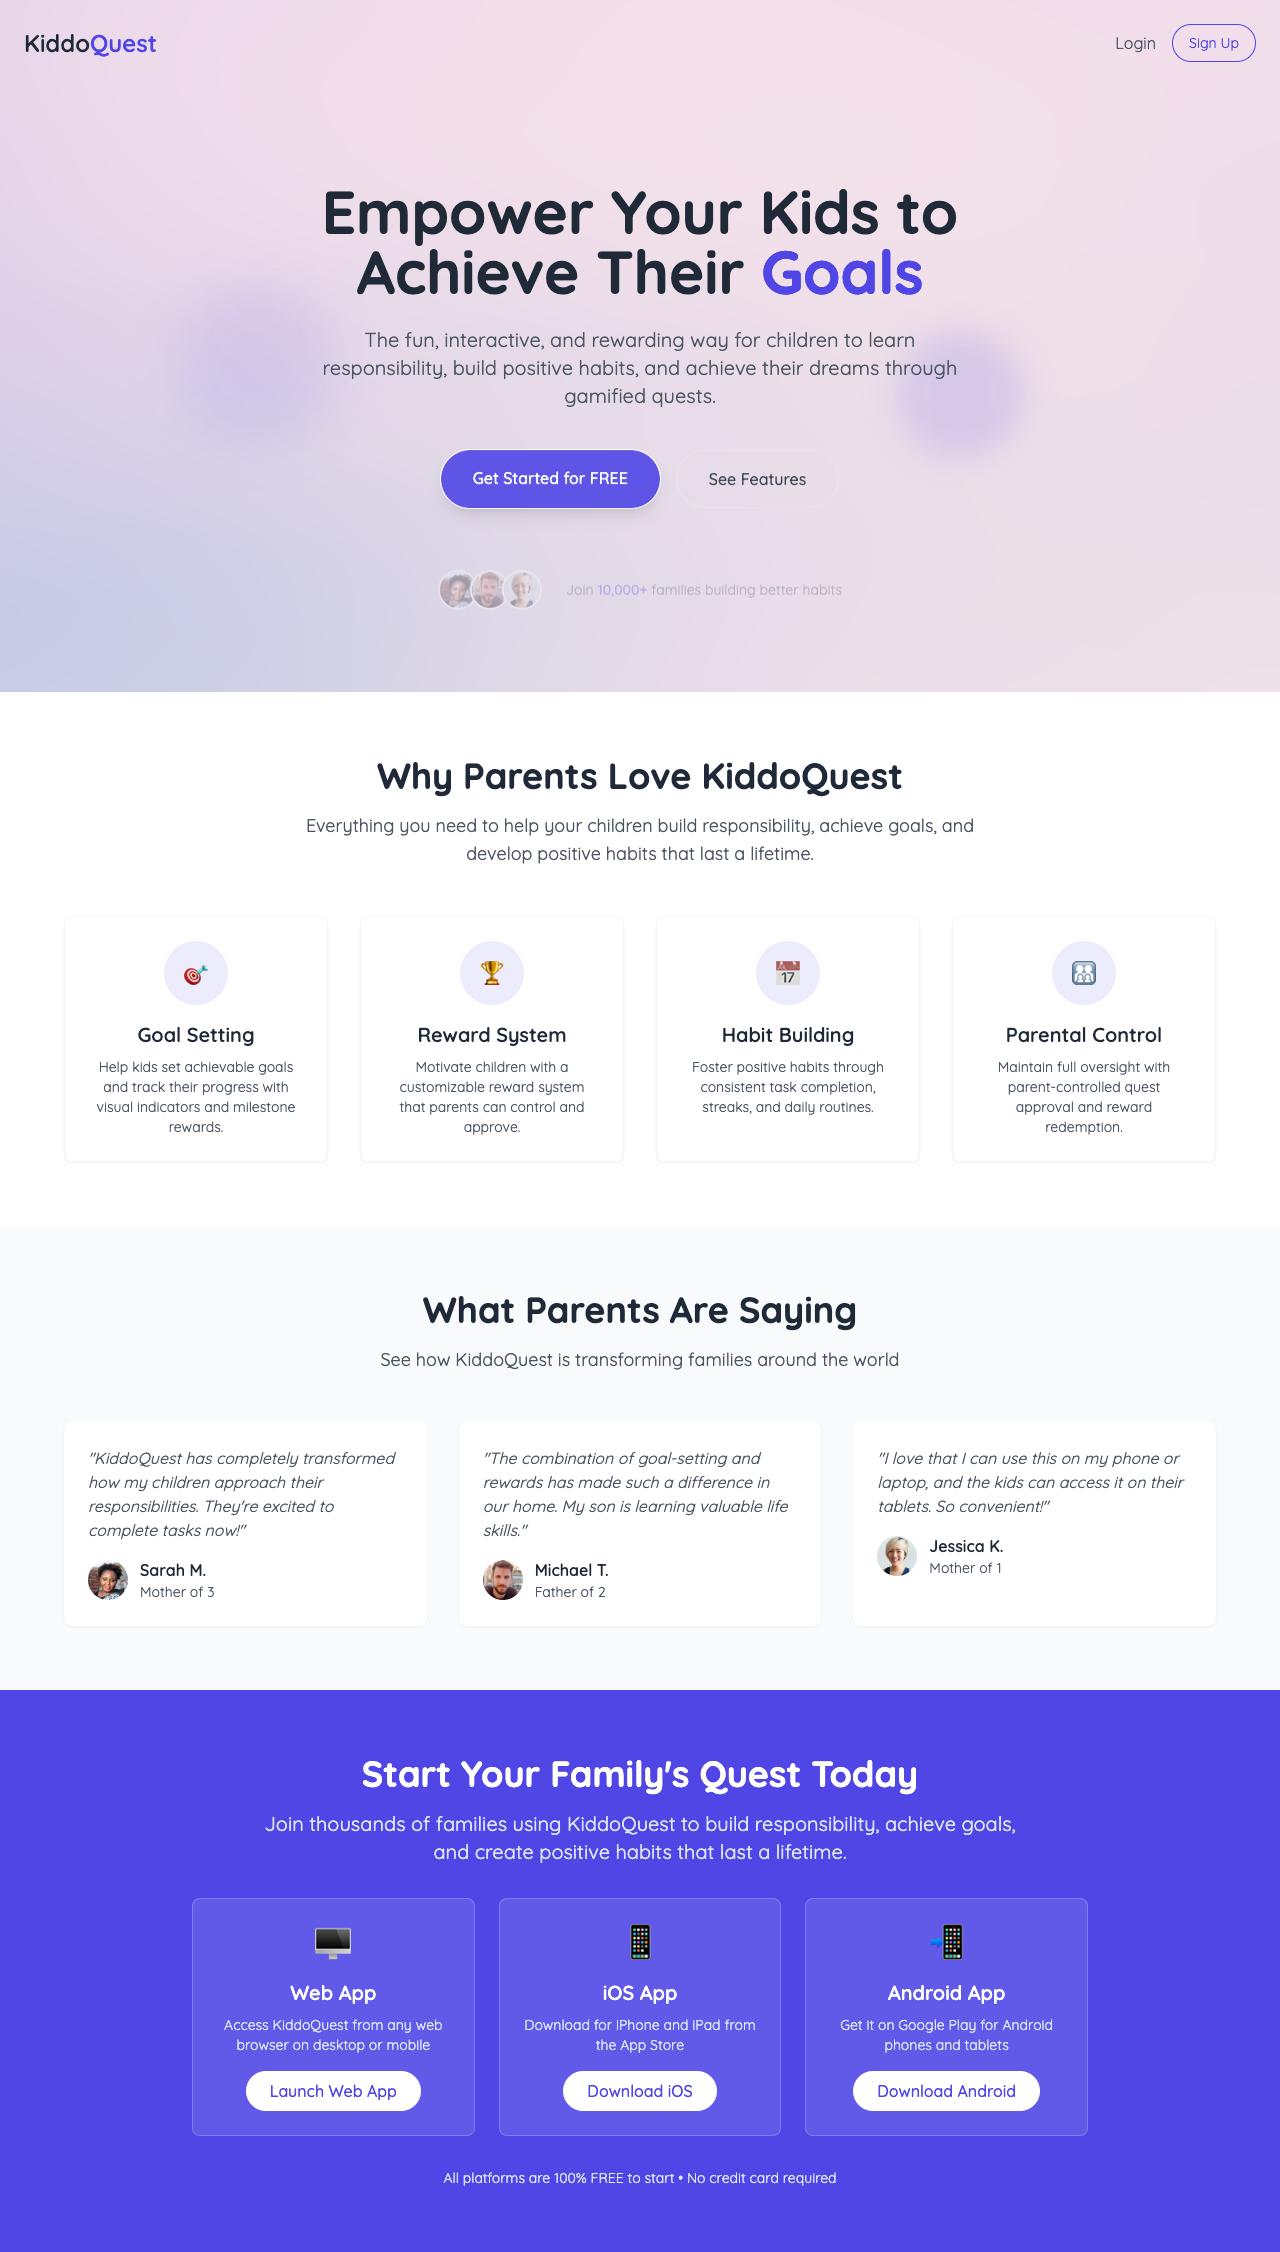 KiddoQuest
Login
Sign Up
Empower Your Kids to
Achieve Their Goals
The fun, interactive, and rewarding way for children to learn
responsibility, build positive habits, and achieve their dreams through
gamified quests.
Get Started for FREE
See Features
Join 10,000+ families building better habits
Why Parents Love KiddoQuest
Everything you need to help your children build responsibility, achieve goals, and
develop positive habits that last a lifetime.
17
Goal Setting
Help kids set achievable goals
and track their progress with
visual indicators and milestone
rewards.
Reward System
Motivate children with a
customizable reward system
that parents can control and
approve.
Habit Building
Foster positive habits through
consistent task completion,
streaks, and daily routines.
Parental Control
Maintain full oversight with
parent-controlled quest
approval and reward
redemption.
What Parents Are Saying
See how KiddoQuest is transforming families around the world
"KiddoQuest has completely transformed
how my children approach their
responsibilities. They're excited to
complete tasks now!"
Sarah M.
Mother of 3
"The combination of goal-setting and
rewards has made such a difference in
our home. My son is learning valuable life
skills."
Michael T.
Father of 2
"I love that I can use this on my phone or
laptop, and the kids can access it on their
tablets. So convenient!"
Jessica K.
Mother of 1
Start Your Family's Quest Today
Join thousands of families using KiddoQuest to build responsibility, achieve goals,
and create positive habits that last a lifetime.
Web App
Access KiddoQuest from any web
browser on desktop or mobile
Launch Web App
iOS App
Download for iPhone and iPad from
the App Store
Download iOS
Android App
Get it on Google Play for Android
phones and tablets
Download Android
All platforms are 100% FREE to start • No credit card required